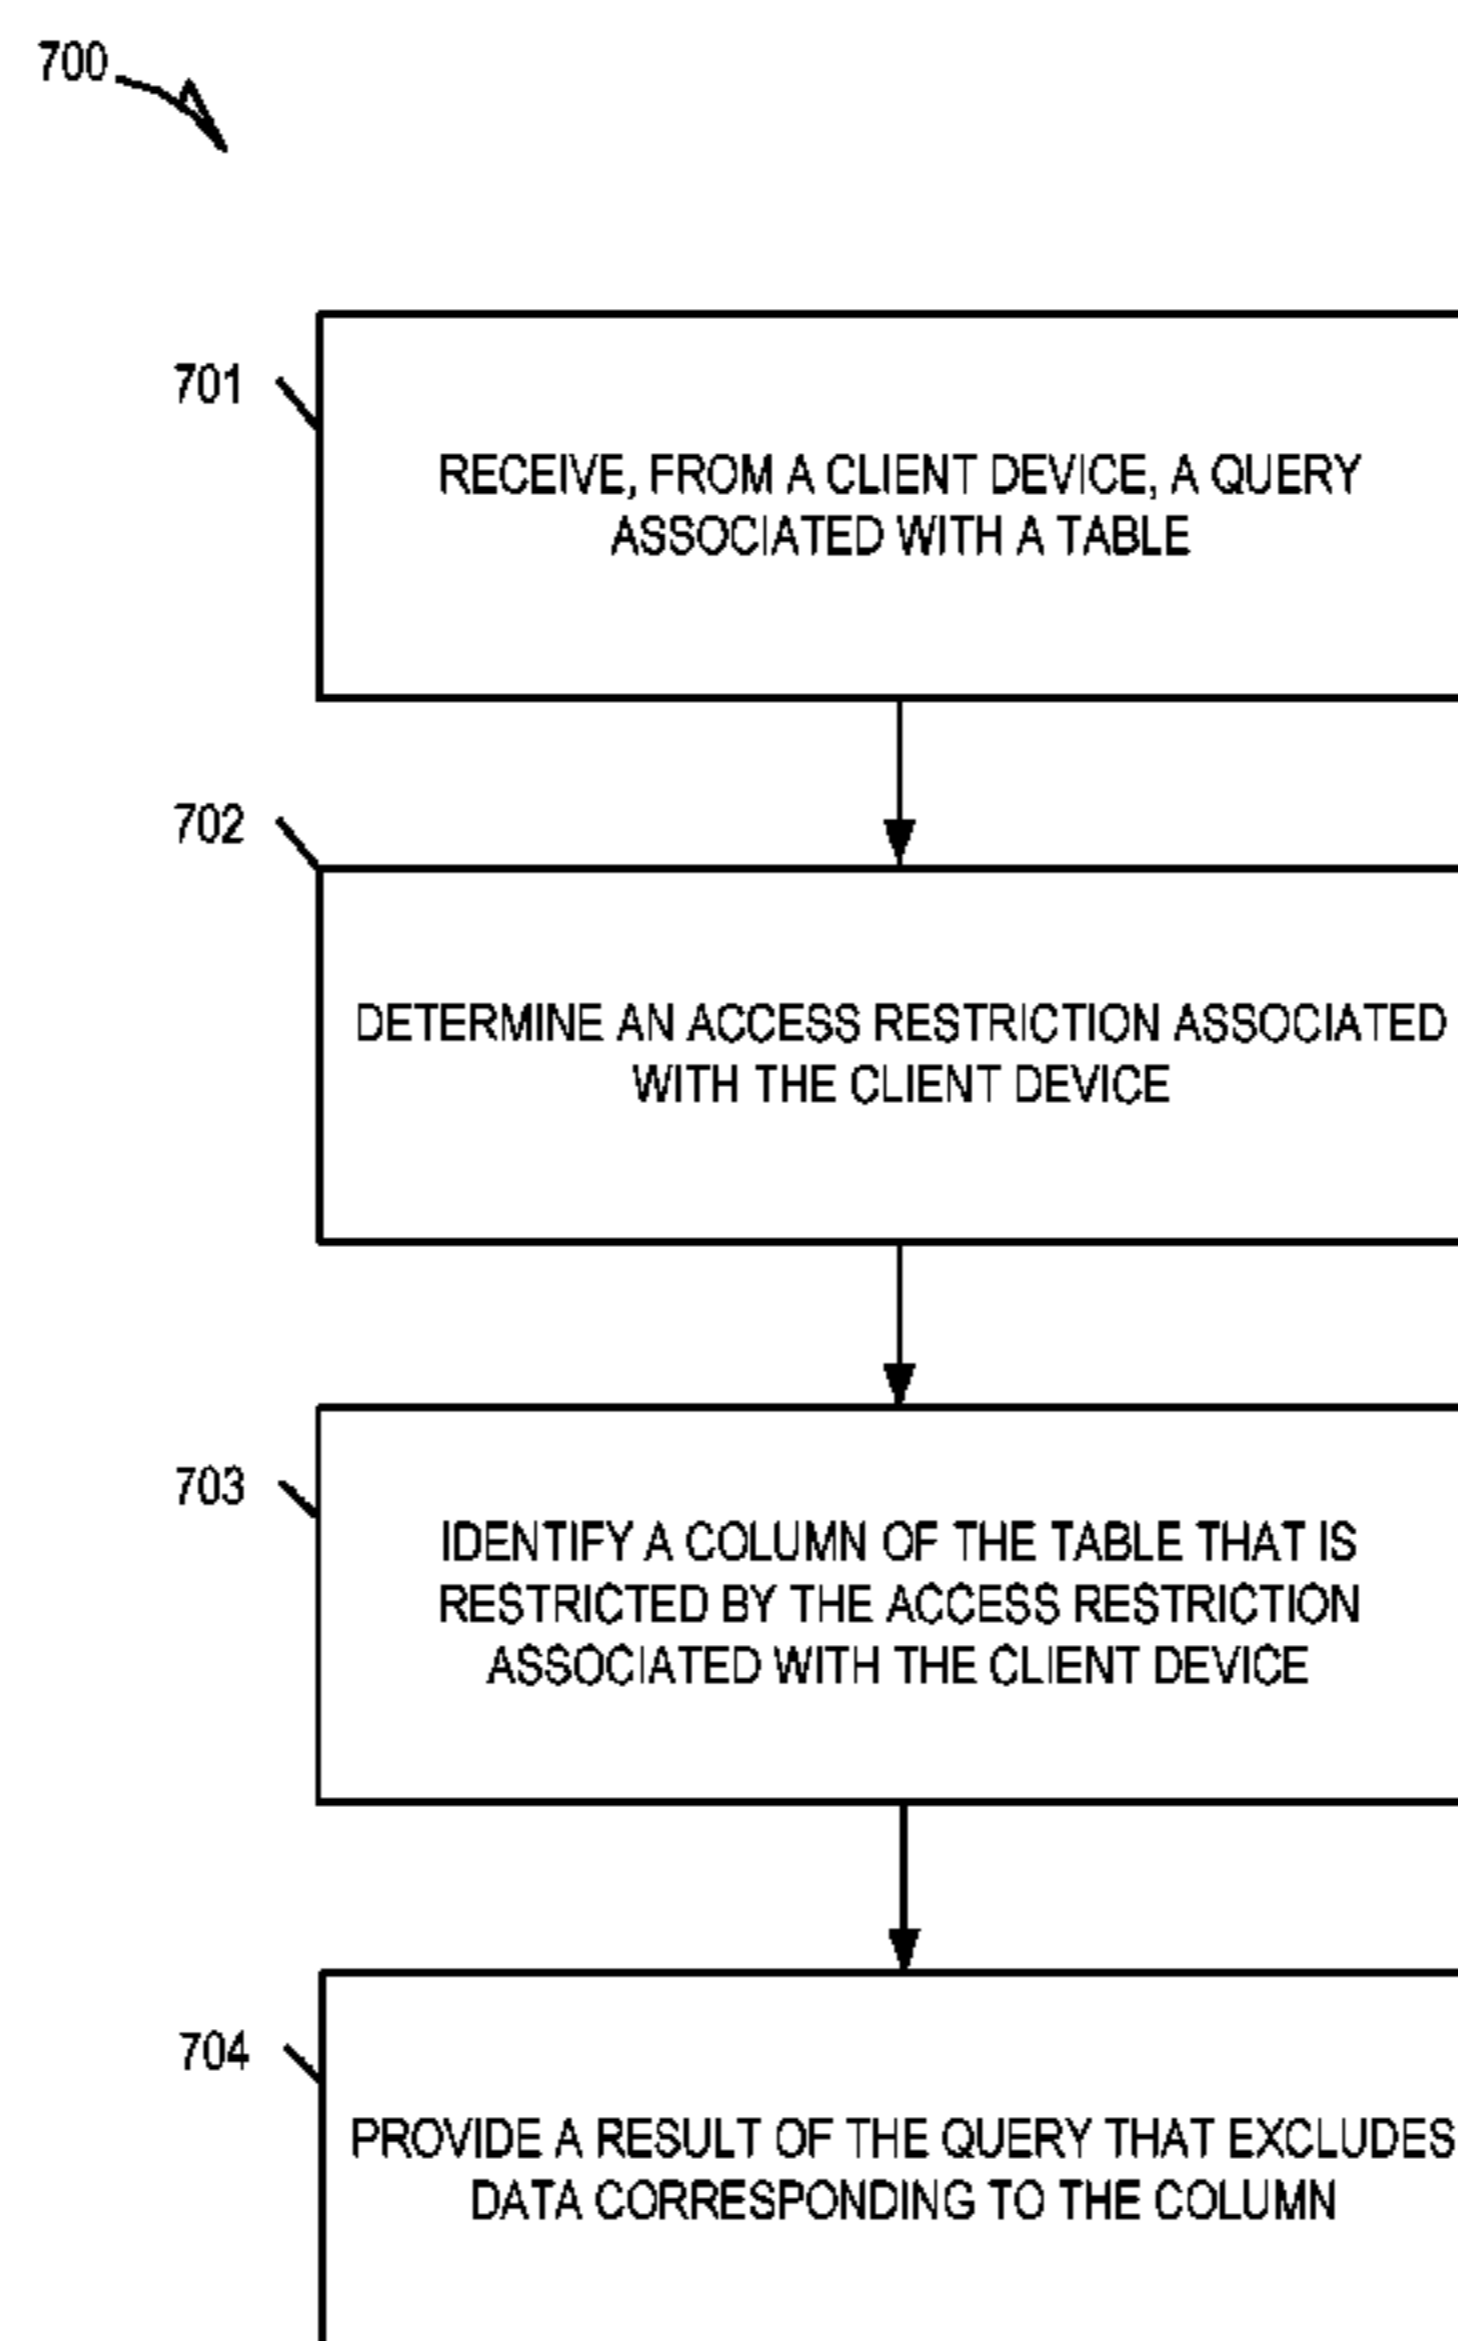 700
701
RECEIVE, FROM A CLIENT DEVICE, A QUERY
ASSOCIATED WITH A TABLE
702
DETERMINE AN ACCESS RESTRICTION ASSOCIATED
WITH THE CLIENT DEVICE
703
IDENTIFY A COLUMN OF THE TABLE THAT IS
RESTRICTED BY THE ACCESS RESTRICTION
ASSOCIATED WITH THE CLIENT DEVICE
704
PROVIDE A RESULT OF THE QUERY THAT EXCLUDES
DATA CORRESPONDING TO THE COLUMN